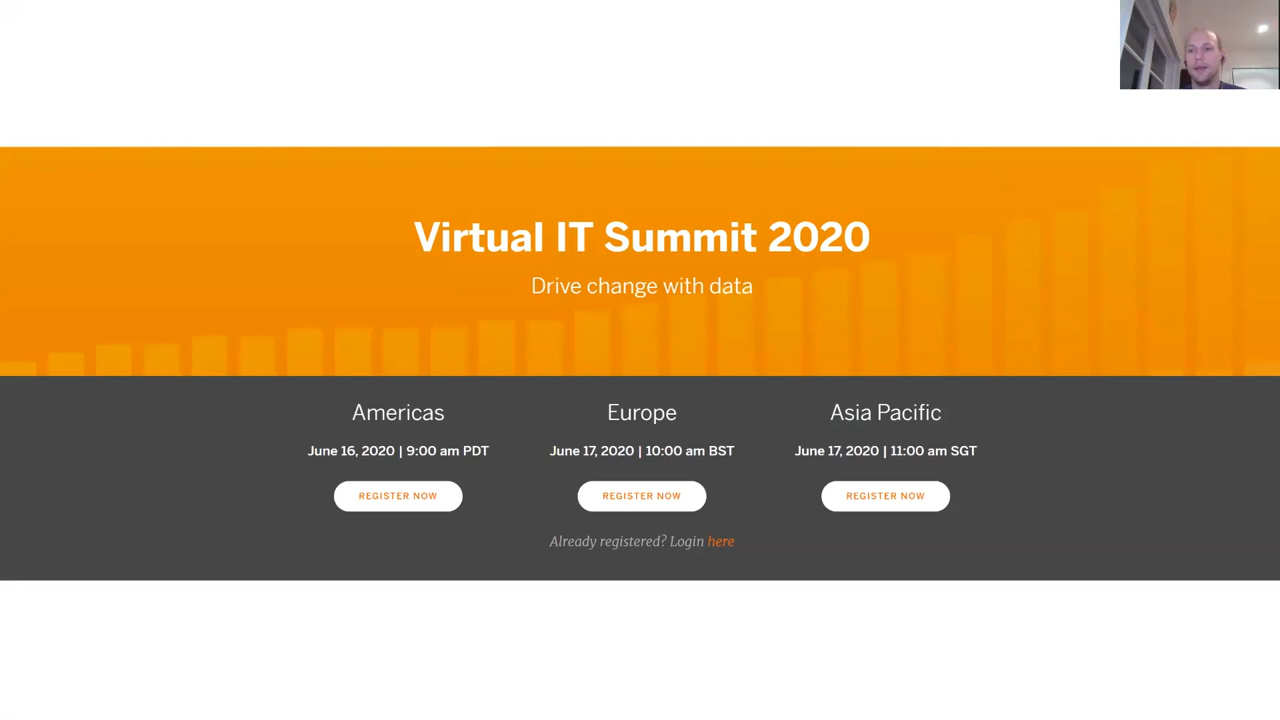 Virtual IT Summit 2020
Drive change with data
Americas
June 16, 2020 | 9:00 am PDT
REGISTER NOW
Europe
June 17, 2020 | 10:00 am BST
REGISTER NOW
Asia Pacific
June 17, 2020 | 11:00 am SGT
REGISTER NOW
Already registered? Login here